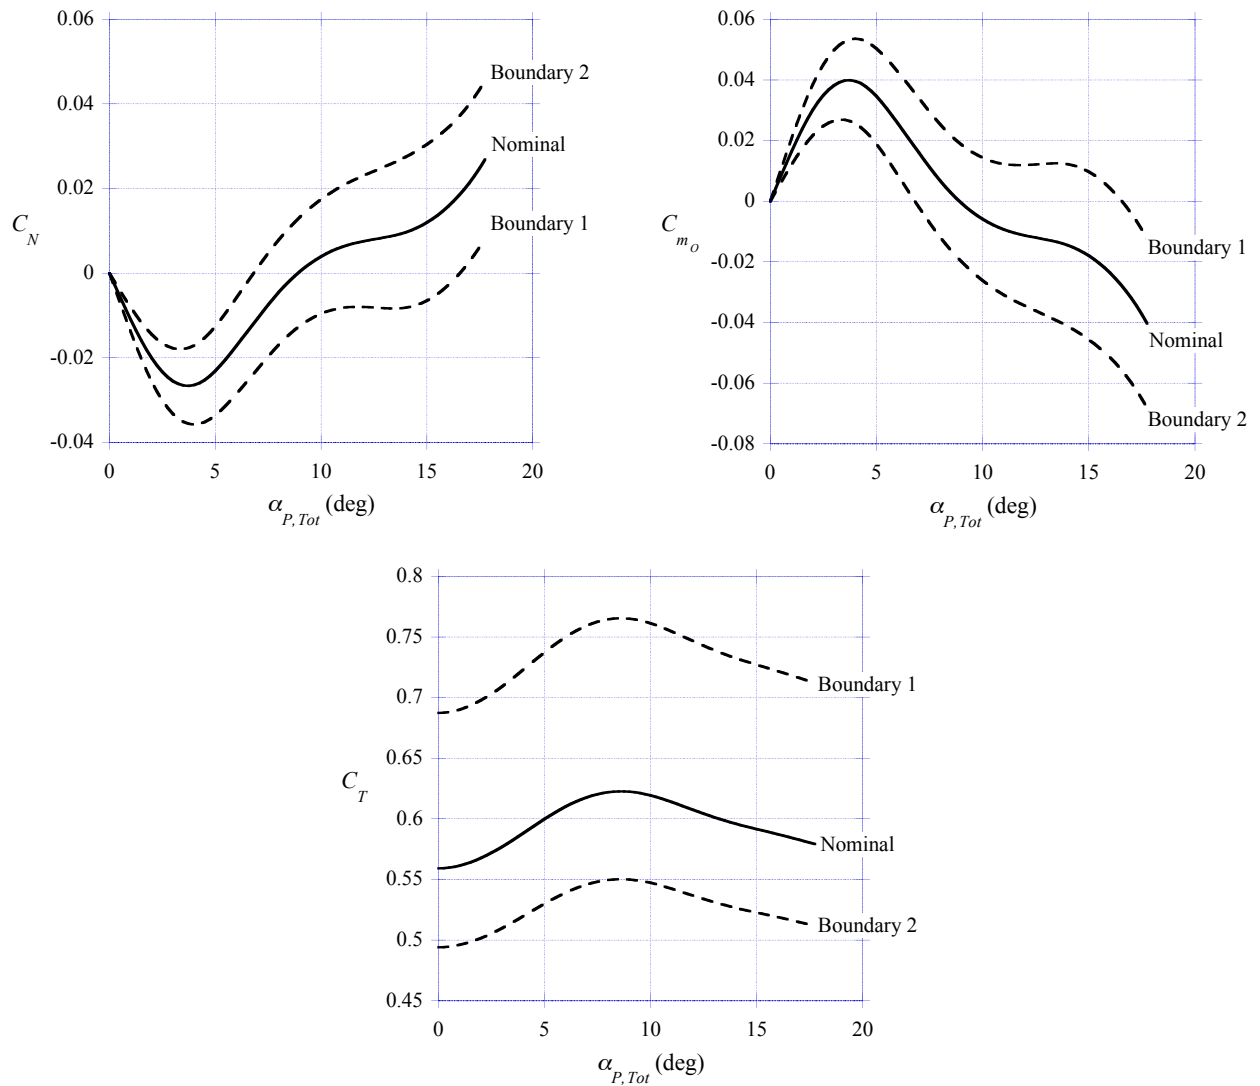 0.06
0.04
0.02
0
-0.02
-0.04
C_N
Boundary 2
Nominal
Boundary 1
0 5 10 15 20
α_P,Tot (deg)
0.06
0.04
0.02
0
-0.02
-0.04
-0.06
-0.08
C_m_O
Boundary 1
Nominal
Boundary 2
0 5 10 15 20
α_P,Tot (deg)
0.8
0.75
0.7
0.65
0.6
0.55
0.5
0.45
C_T
Boundary 1
Nominal
Boundary 2
0 5 10 15 20
α_P,Tot (deg)